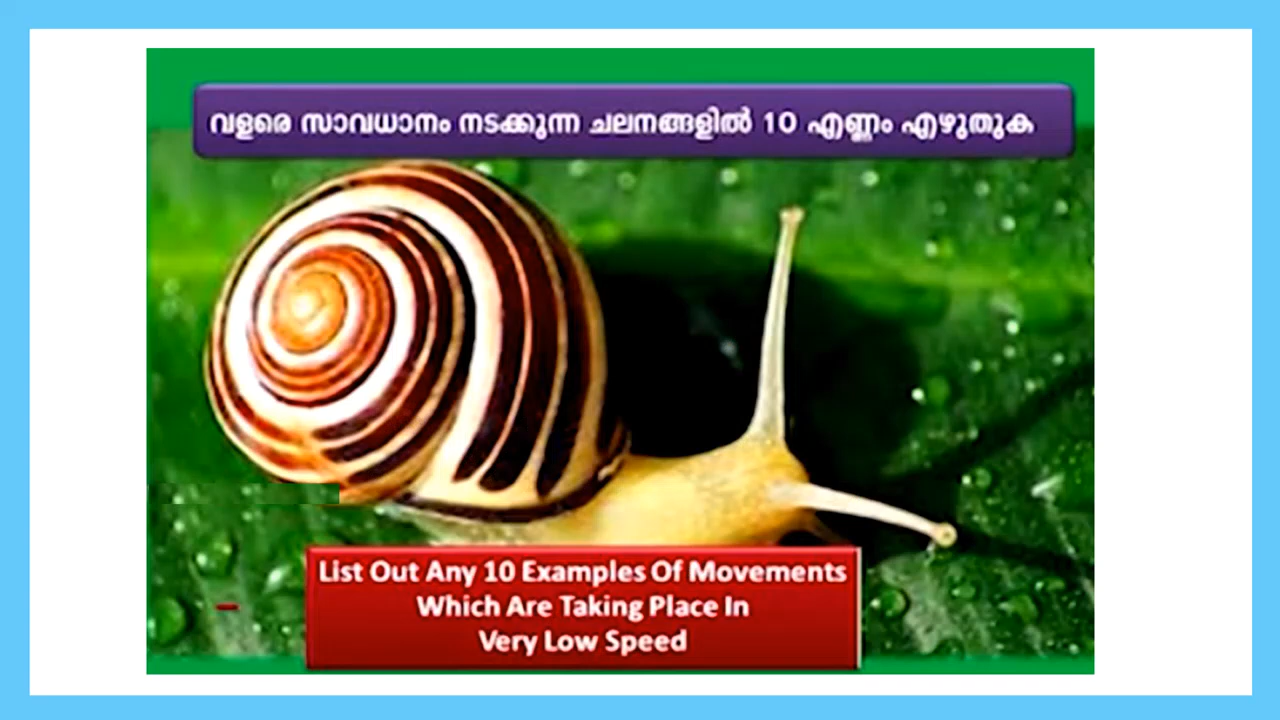 വളരെ സാവധാനം നടക്കുന്ന ചലനങ്ങളിൽ 10 എണ്ണം എഴുതുക
List Out Any 10 Examples Of Movements
Which Are Taking Place In
Very Low Speed